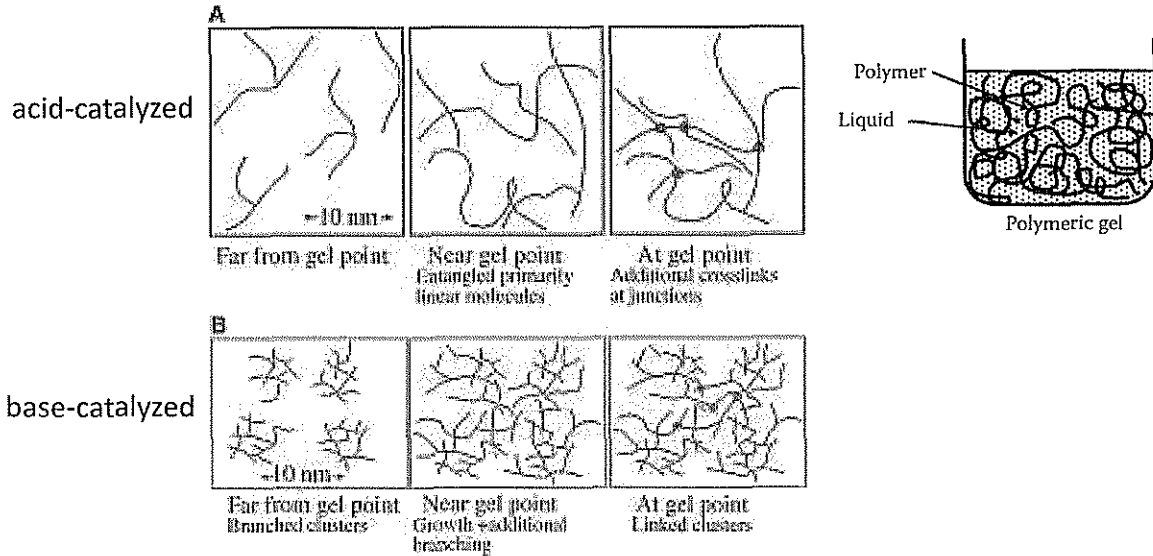 A
acid-catalyzed
10 nm
Far from gel point
Near gel point
Entangled primarily
linear molecules
At gel point
Additional crosslinks
at junctions
Polymer
Liquid
Polymeric gel
B
base-catalyzed
10 nm
Far from gel point
Branched clusters
Near gel point
Growth +additional
branching
At gel point
Linked clusters